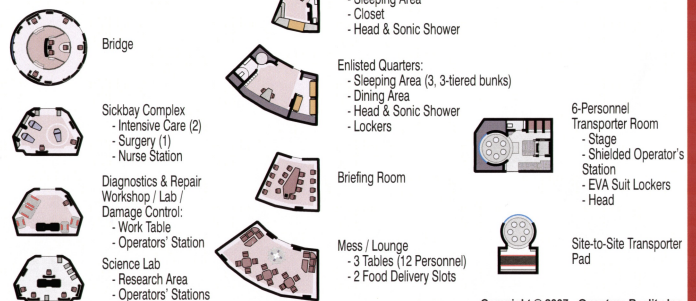 Bridge
Sickbay Complex
- Intensive Care (2)
- Surgery (1)
- Nurse Station
Diagnostics & Repair
Workshop / Lab /
Damage Control:
- Work Table
- Operators' Station
Science Lab
- Research Area
- Operators' Stations
- Sleeping Area
- Closet
- Head & Sonic Shower
Enlisted Quarters:
- Sleeping Area (3, 3-tiered bunks)
- Dining Area
- Head & Sonic Shower
- Lockers
Briefing Room
Mess / Lounge
- 3 Tables (12 Personnel)
- 2 Food Delivery Slots
6-Personnel
Transporter Room
- Stage
- Shielded Operator's
Station
- EVA Suit Lockers
- Head
Site-to-Site Transporter
Pad
Copyright © 2007